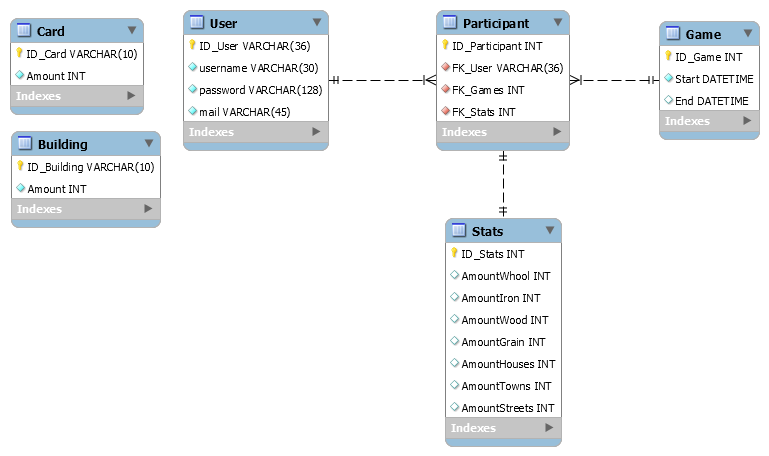 Card
ID_Card VARCHAR(10)
Amount INT
Indexes
Building
ID_Building VARCHAR(10)
Amount INT
Indexes
User
ID_User VARCHAR(36)
username VARCHAR(30)
password VARCHAR(128)
mail VARCHAR(45)
Indexes
Participant
ID_Participant INT
FK_User VARCHAR(36)
FK_Games INT
FK_Stats INT
Indexes
Game
ID_Game INT
Start DATETIME
End DATETIME
Indexes
Stats
ID_Stats INT
AmountWhool INT
AmountIron INT
AmountWood INT
AmountGrain INT
AmountHouses INT
AmountTowns INT
AmountStreets INT
Indexes